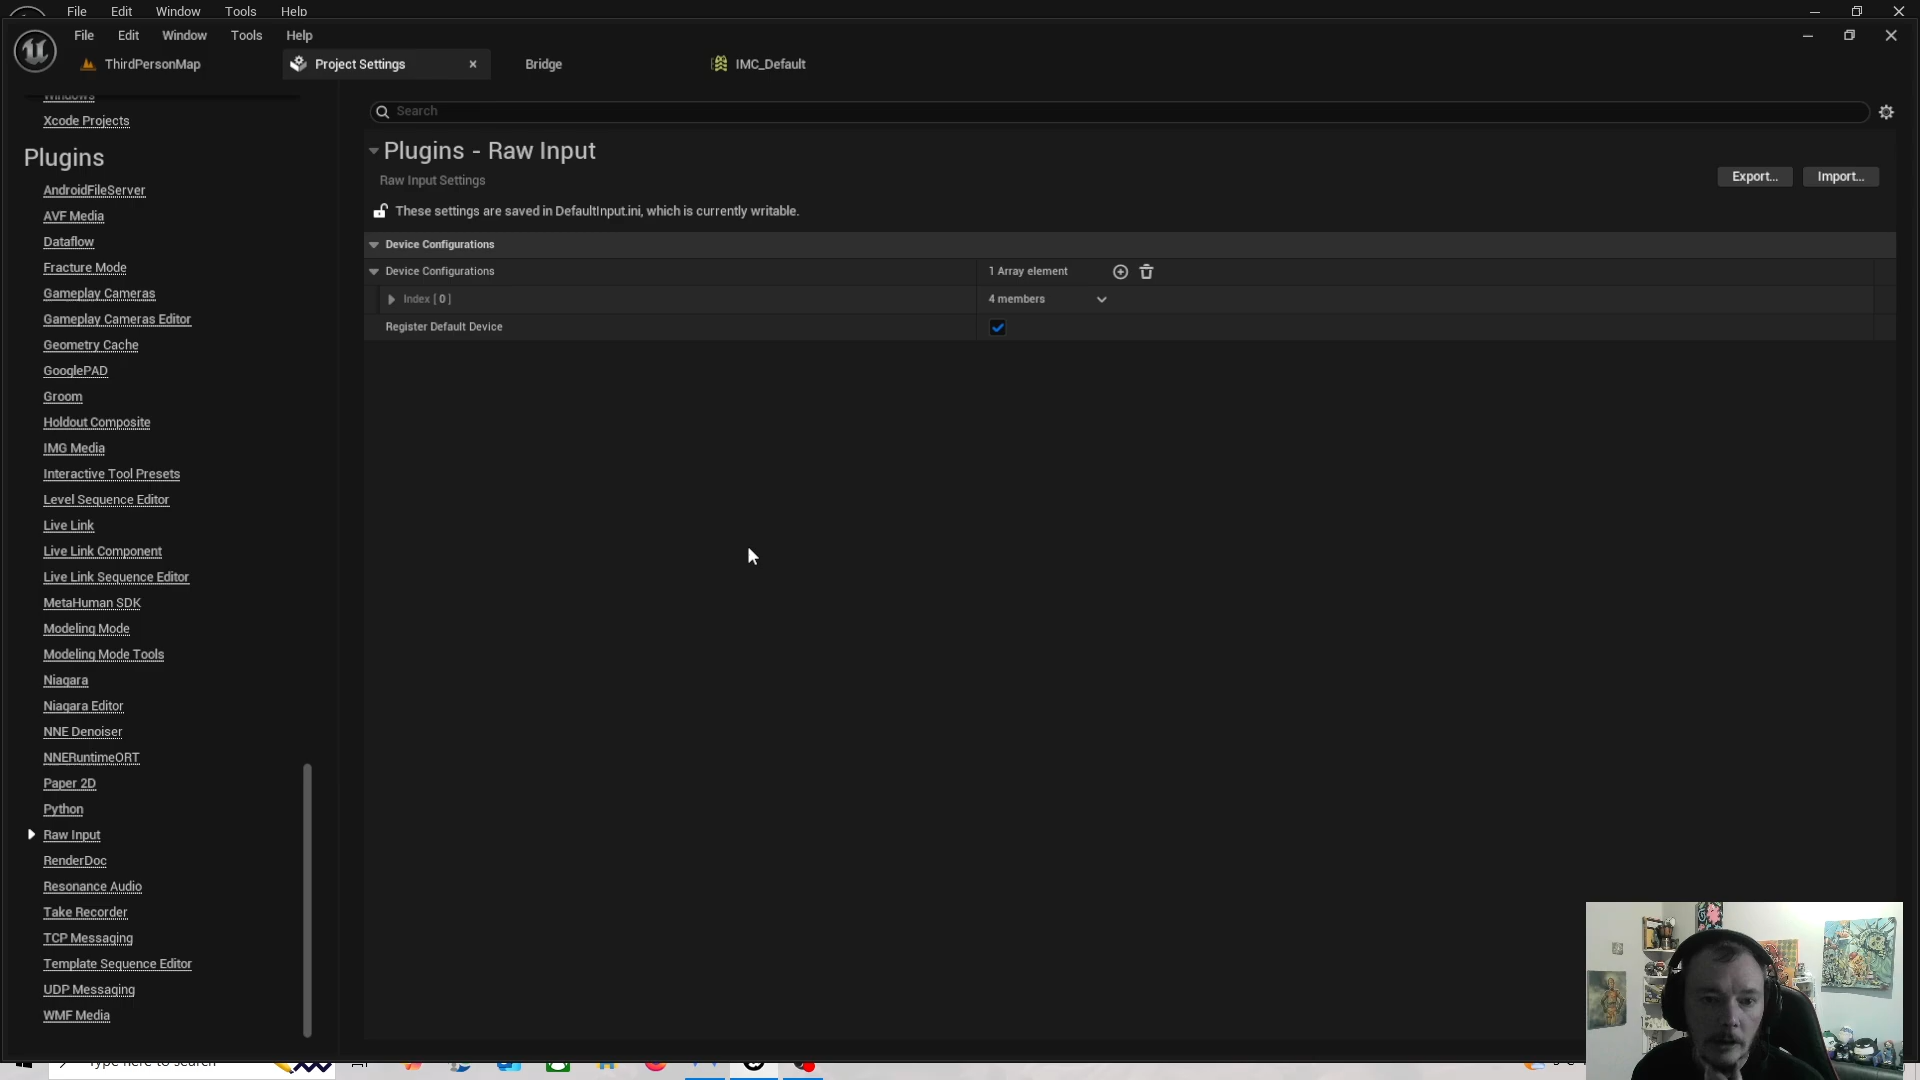 File Edit Window Tools Help
File Edit Window Tools Help
ThirdPersonMap Project Settings Bridge IMC_Default
Windows
Xcode Projects
Plugins
AndroidFileServer
AVF Media
Dataflow
Fracture Mode
Gameplay Cameras
Gameplay Cameras Editor
Geometry Cache
GooglePAD
Groom
Holdout Composite
IMG Media
Interactive Tool Presets
Level Sequence Editor
Live Link
Live Link Component
Live Link Sequence Editor
MetaHuman SDK
Modeling Mode
Modeling Mode Tools
Niagara
Niagara Editor
NNE Denoiser
NNERuntimeORT
Paper 2D
Python
Raw Input
RenderDoc
Resonance Audio
Take Recorder
TCP Messaging
Template Sequence Editor
UDP Messaging
WMF Media
Search
Plugins - Raw Input
Raw Input Settings
Export... Import...
These settings are saved in DefaultInput.ini, which is currently writable.
Device Configurations
Device Configurations 1 Array element
Index [ 0 ] 4 members
Register Default Device
Type here to search